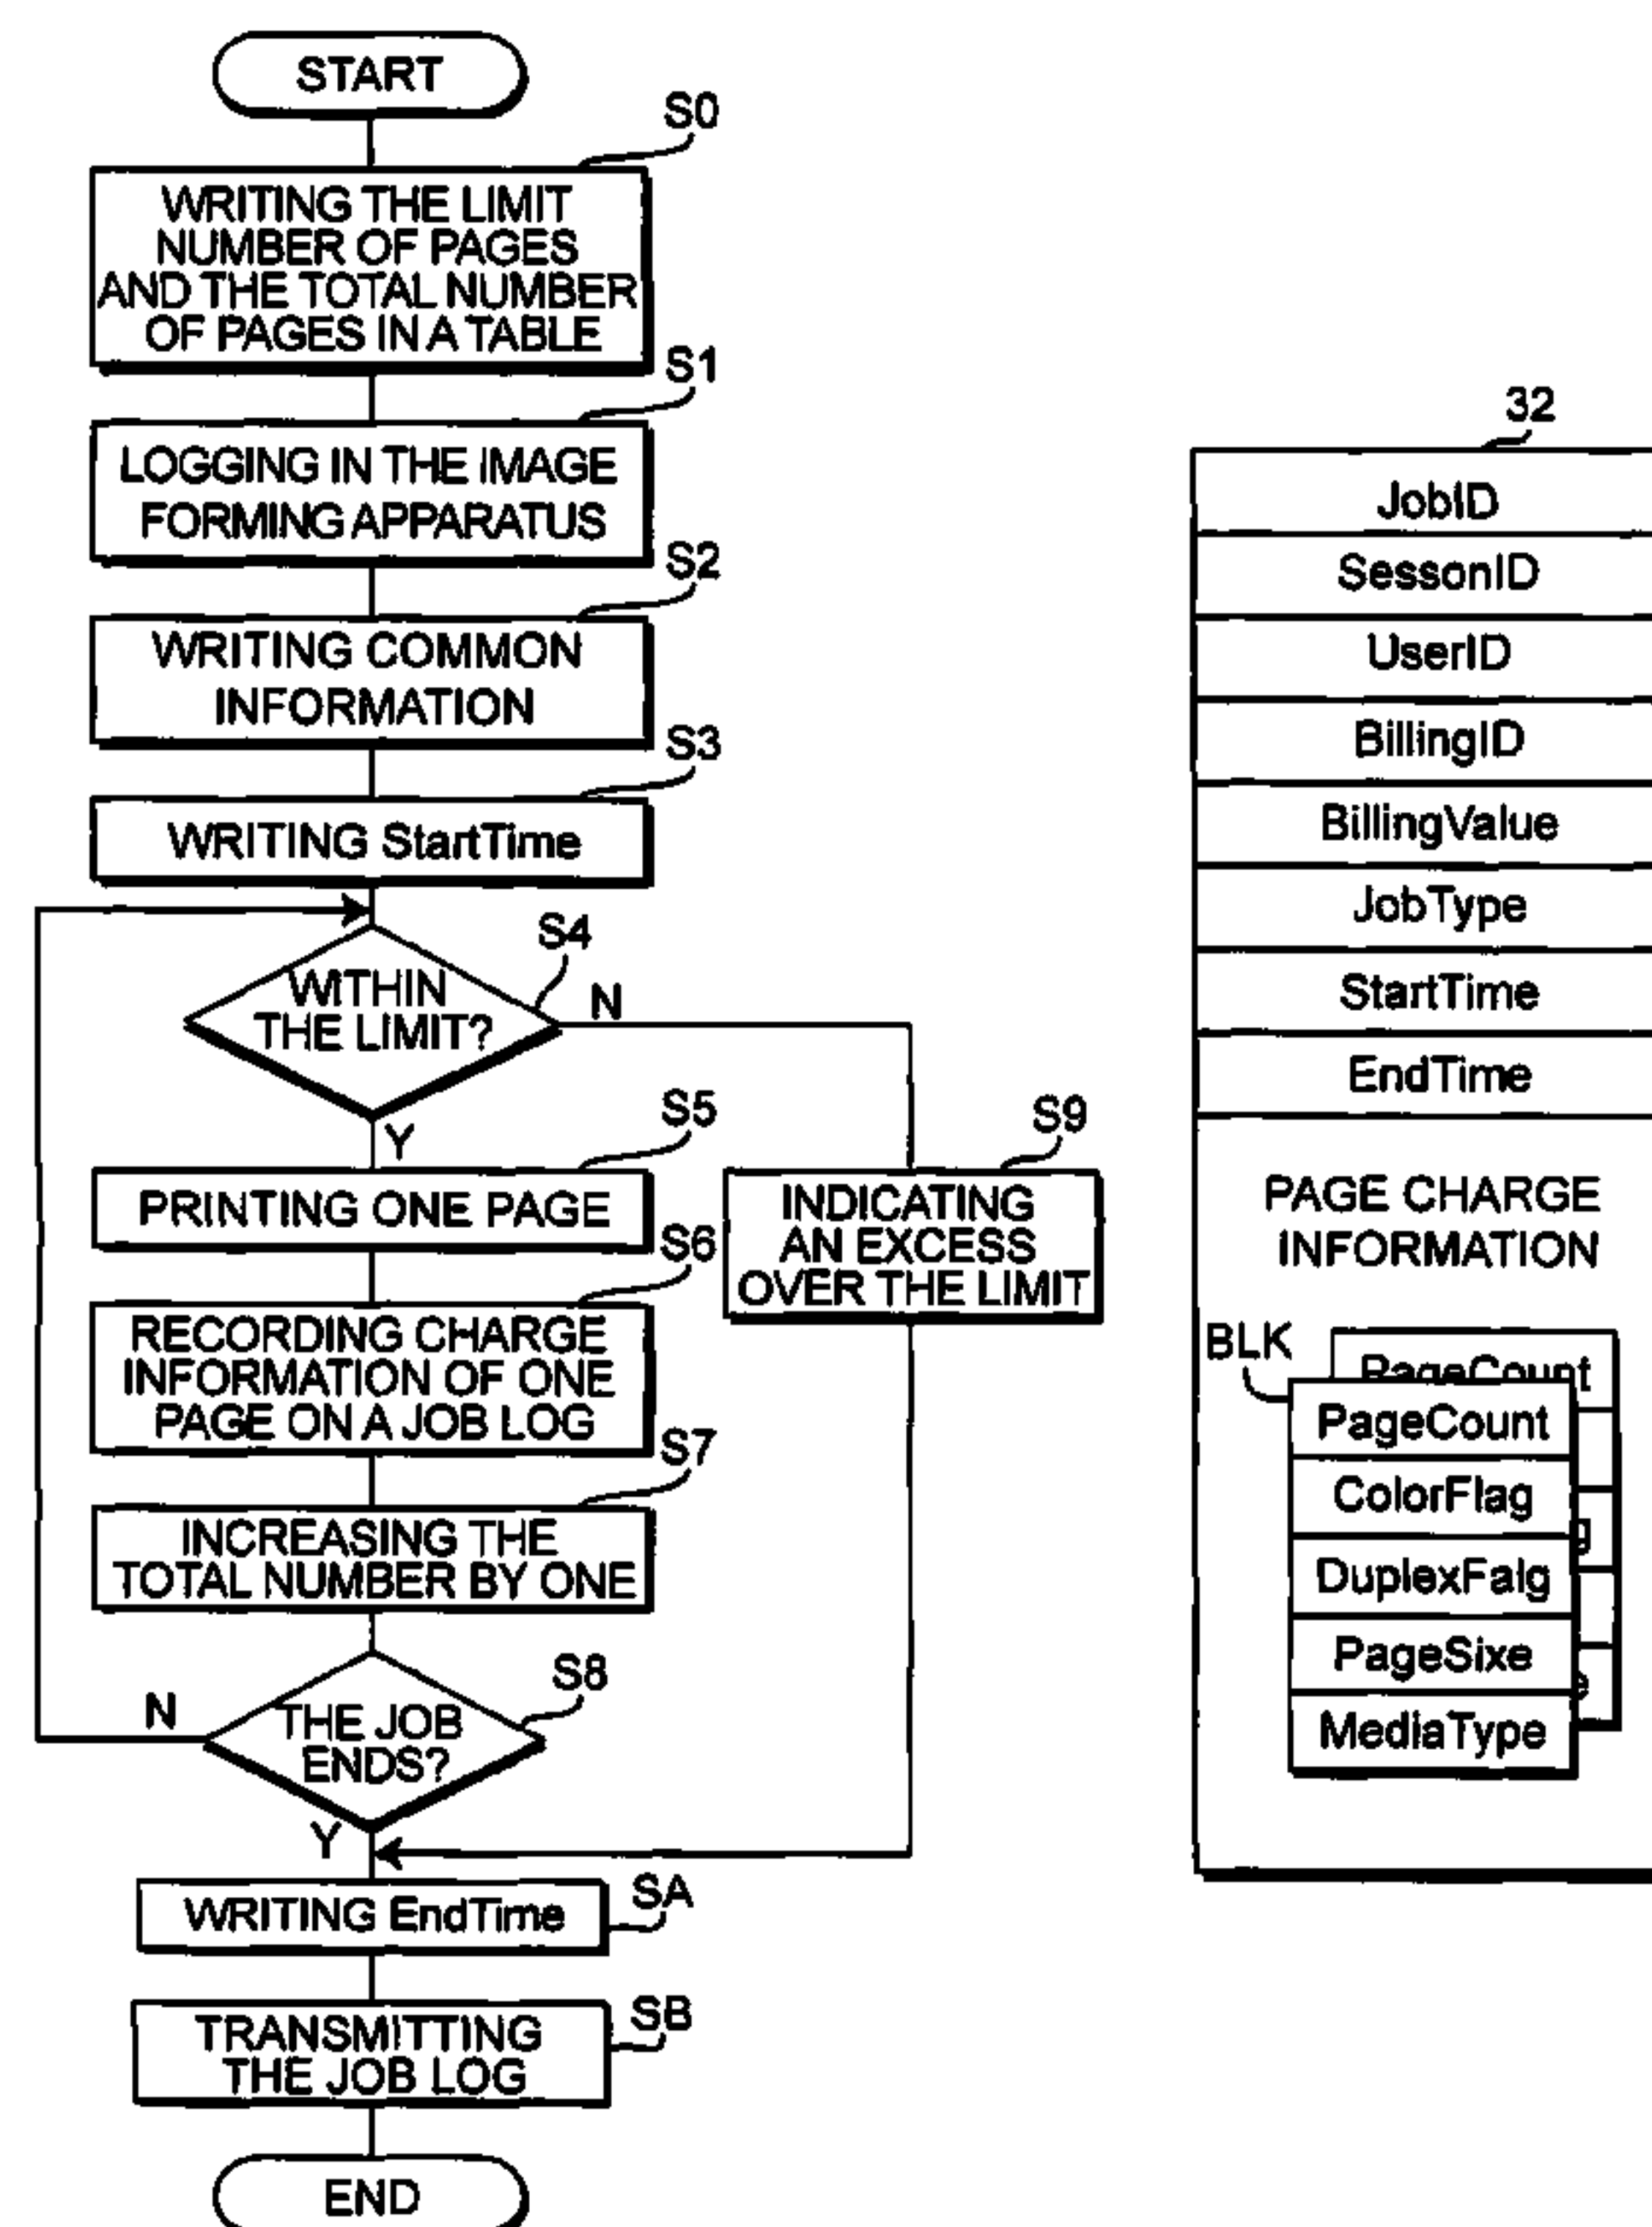 START
S0
WRITING THE LIMIT
NUMBER OF PAGES
AND THE TOTAL NUMBER
OF PAGES IN A TABLE
S1
LOGGING IN THE IMAGE
FORMING APPARATUS
S2
WRITING COMMON
INFORMATION
S3
WRITING StartTime
S4
WITHIN
THE LIMIT?
N
Y
S5
PRINTING ONE PAGE
S6
RECORDING CHARGE
INFORMATION OF ONE
PAGE ON A JOB LOG
S7
INCREASING THE
TOTAL NUMBER BY ONE
S8
THE JOB
ENDS?
N
Y
S9
INDICATING
AN EXCESS
OVER THE LIMIT
SA
WRITING EndTime
SB
TRANSMITTING
THE JOB LOG
END
32
JobID
SessonID
UserID
BillingID
BillingValue
JobType
StartTime
EndTime
PAGE CHARGE
INFORMATION
BLK
PageCount
PageCount
ColorFlag
DuplexFalg
PageSixe
MediaType